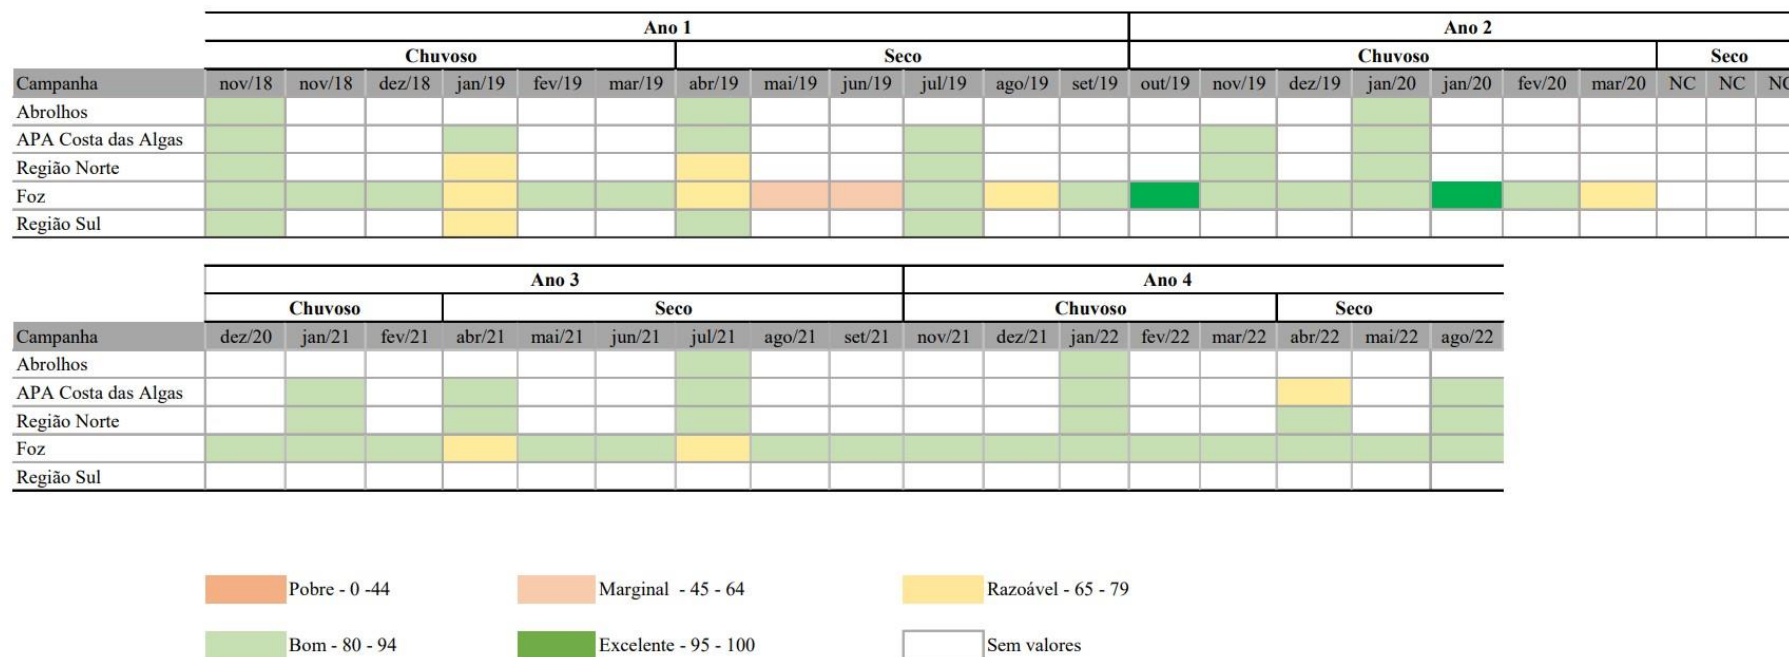 Ano 1 Ano 2
Chuvoso Seco Chuvoso Seco
Campanha nov/18 nov/18 dez/18 jan/19 fev/19 mar/19 abr/19 mai/19 jun/19 jul/19 ago/19 set/19 out/19 nov/19 dez/19 jan/20 jan/20 fev/20 mar/20 NC NC NC
Abrolhos
APA Costa das Algas
Região Norte
Foz
Região Sul
Ano 3 Ano 4
Chuvoso Seco Chuvoso Seco
Campanha dez/20 jan/21 fev/21 abr/21 mai/21 jun/21 jul/21 ago/21 set/21 nov/21 dez/21 jan/22 fev/22 mar/22 abr/22 mai/22 ago/22
Abrolhos
APA Costa das Algas
Região Norte
Foz
Região Sul
Pobre - 0 -44 Marginal - 45 - 64 Razoável - 65 - 79
Bom - 80 - 94 Excelente - 95 - 100 Sem valores